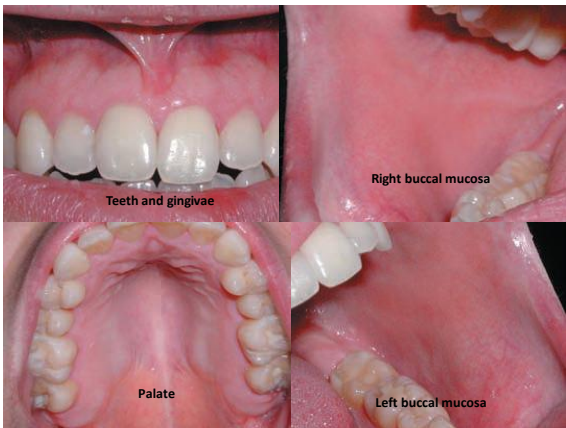 Teeth and gingivae
Right buccal mucosa
Palate
Left buccal mucosa